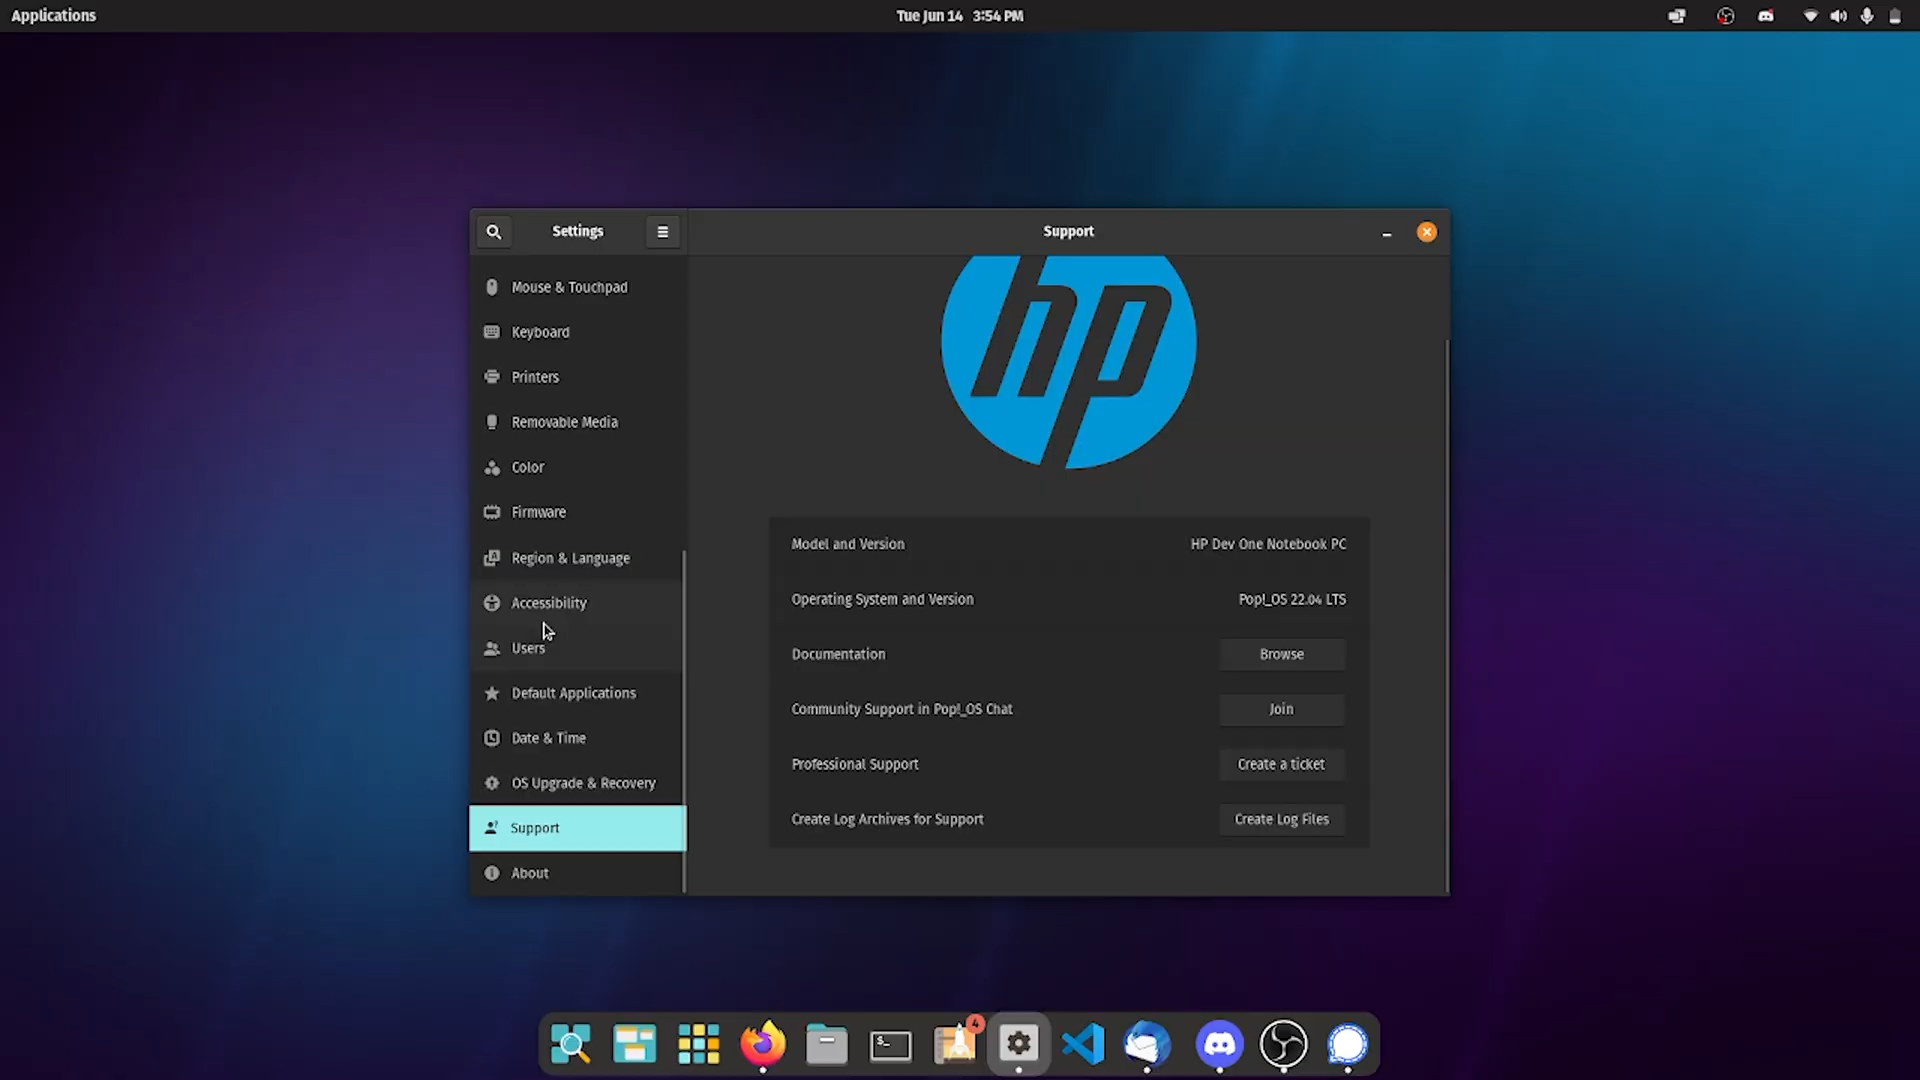 Applications
Tue Jun 14 3:54 PM
Settings
Support
Mouse & Touchpad
Keyboard
Printers
Removable Media
Color
Firmware
Region & Language
Accessibility
Users
Default Applications
Date & Time
OS Upgrade & Recovery
Support
About
hp
Model and Version
HP Dev One Notebook PC
Operating System and Version
Pop!_OS 22.04 LTS
Documentation
Browse
Community Support in Pop!_OS Chat
Join
Professional Support
Create a ticket
Create Log Archives for Support
Create Log Files
$_
4